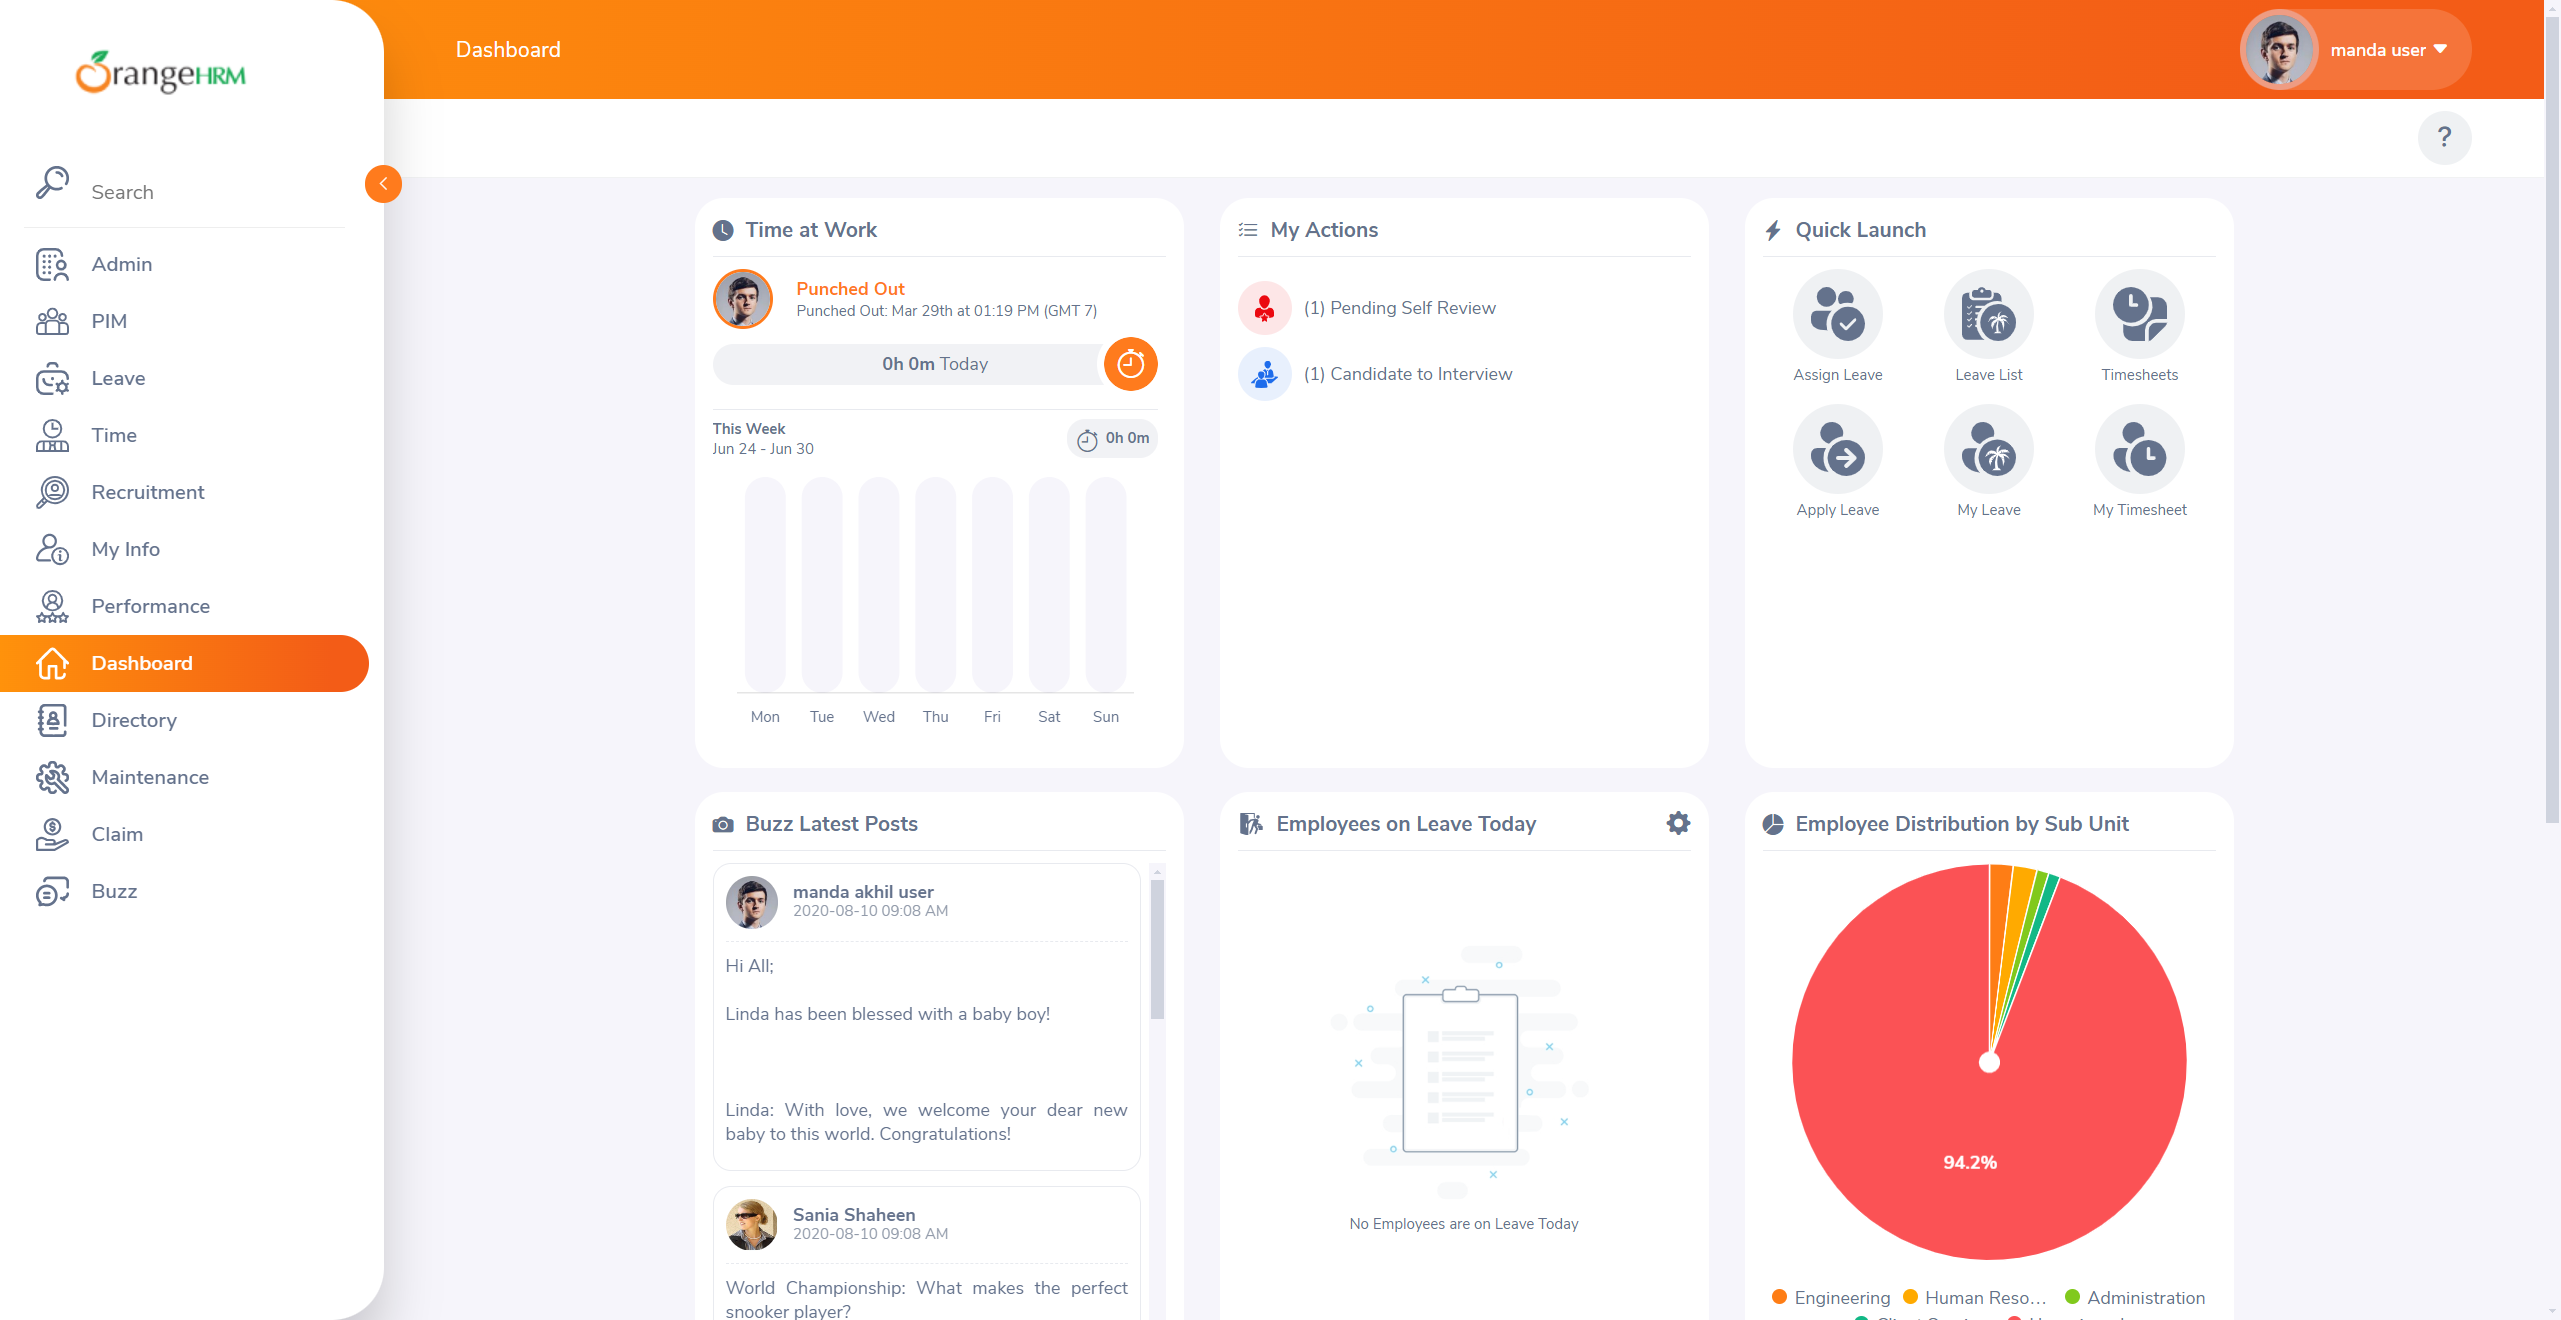 OrangeHRM
Dashboard
manda user
?
Search
Admin
PIM
Leave
Time
Recruitment
My Info
Performance
Dashboard
Directory
Maintenance
Claim
Buzz
Time at Work
Punched Out
Punched Out: Mar 29th at 01:19 PM (GMT 7)
0h 0m Today
This Week
Jun 24 - Jun 30
0h 0m
Mon Tue Wed Thu Fri Sat Sun
My Actions
(1) Pending Self Review
(1) Candidate to Interview
Quick Launch
Assign Leave Leave List Timesheets
Apply Leave My Leave My Timesheet
Buzz Latest Posts
manda akhil user
2020-08-10 09:08 AM
Hi All;
Linda has been blessed with a baby boy!
Linda: With love, we welcome your dear new
baby to this world. Congratulations!
Sania Shaheen
2020-08-10 09:08 AM
World Championship: What makes the perfect
snooker player?
Employees on Leave Today
No Employees are on Leave Today
Employee Distribution by Sub Unit
94.2%
Engineering Human Reso... Administration